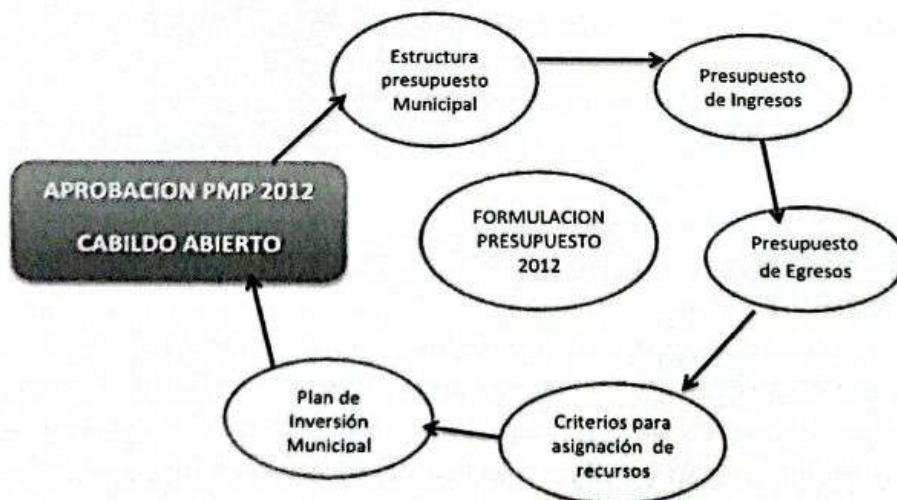 Estructura
presupuesto
Municipal
Presupuesto
de Ingresos
APROBACION PMP 2012
CABILDO ABIERTO
FORMULACION
PRESUPUESTO
2012
Presupuesto
de Egresos
Plan de
Inversión
Municipal
Criterios para
asignación de
recursos